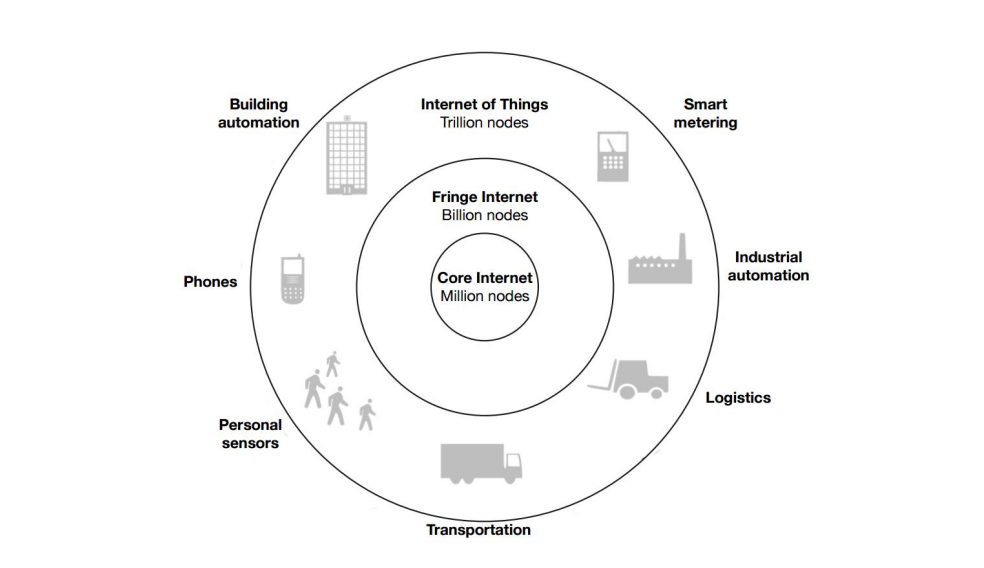 Building
automation
Internet of Things
Trillion nodes
Smart
metering
Fringe Internet
Billion nodes
Core Internet
Million nodes
Phones
Industrial
automation
Personal
sensors
Logistics
Transportation